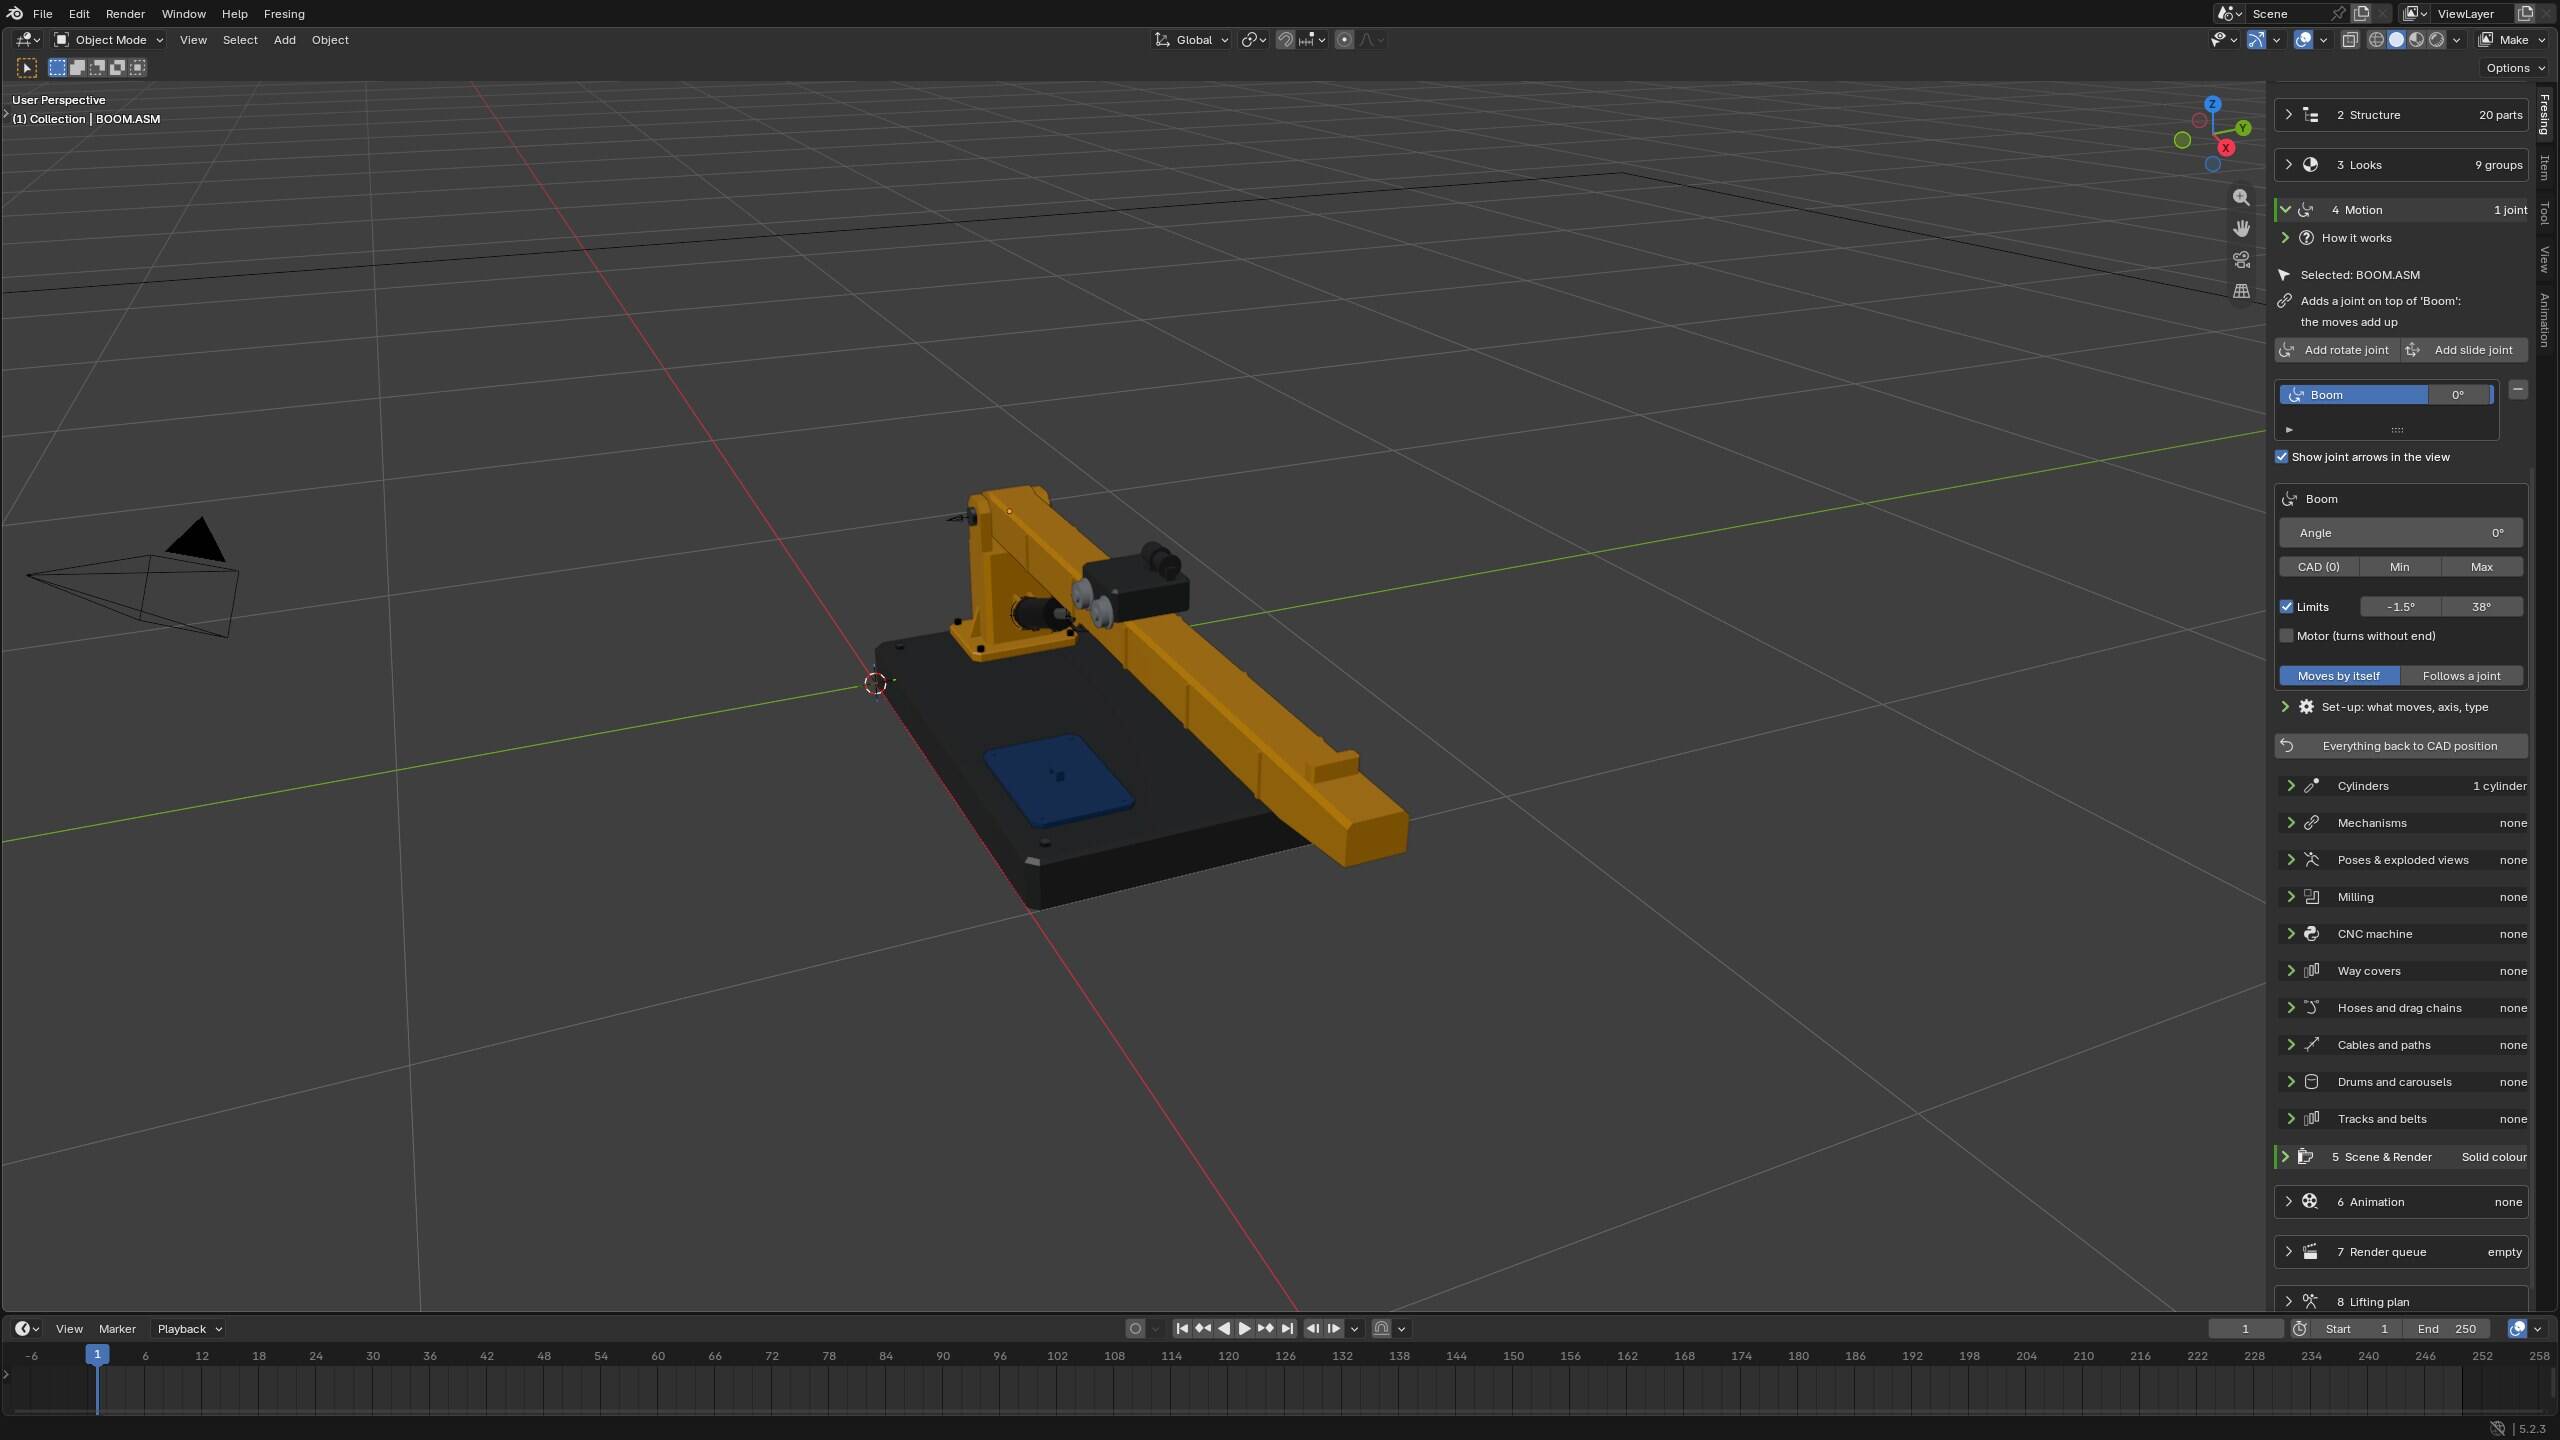 File Edit Render Window Help Fresing
Scene ViewLayer
Object Mode View Select Add Object Global Make
Options
User Perspective
(1) Collection | BOOM.ASM
Z
Y
X
2 Structure 20 parts
3 Looks 9 groups
4 Motion 1 joint
How it works
Selected: BOOM.ASM
Adds a joint on top of 'Boom':
the moves add up
Add rotate joint Add slide joint
Boom 0°
Show joint arrows in the view
Boom
Angle 0°
CAD (0) Min Max
Limits -1.5° 38°
Motor (turns without end)
Moves by itself Follows a joint
Set-up: what moves, axis, type
Everything back to CAD position
Cylinders 1 cylinder
Mechanisms none
Poses & exploded views none
Milling none
CNC machine none
Way covers none
Hoses and drag chains none
Cables and paths none
Drums and carousels none
Tracks and belts none
5 Scene & Render Solid colour
6 Animation none
7 Render queue empty
8 Lifting plan
Fresing
Item
Tool
View
Animation
View Marker Playback 1 Start 1 End 250
-6 1 6 12 18 24 30 36 42 48 54 60 66 72 78 84 90 96 102 108 114 120 126 132 138 144 150 156 162 168 174 180 186 192 198 204 210 216 222 228 234 240 246 252 258
5.2.3